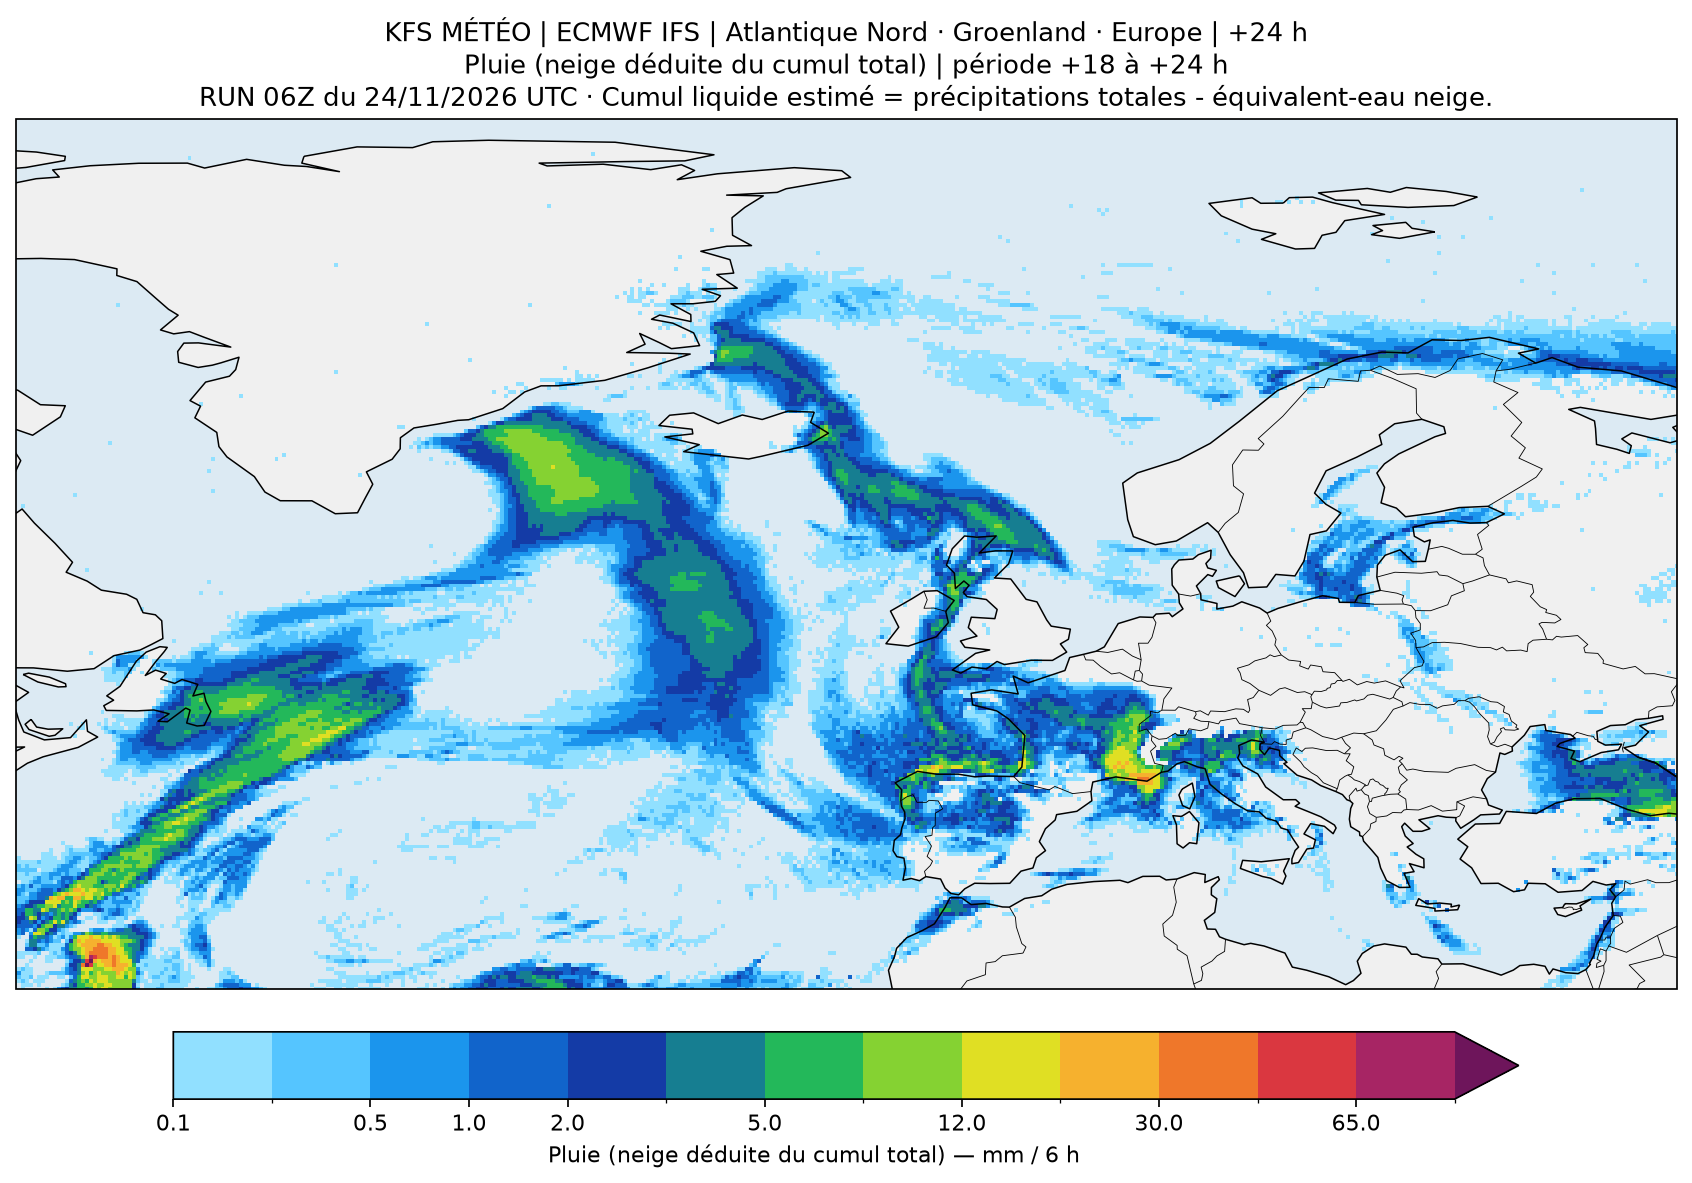 KFS MÉTÉO | ECMWF IFS | Atlantique Nord · Groenland · Europe | +24 h
Pluie (neige déduite du cumul total) | période +18 à +24 h
RUN 06Z du 24/11/2026 UTC · Cumul liquide estimé = précipitations totales - équivalent-eau neige.
0.1 0.5 1.0 2.0 5.0 12.0 30.0 65.0
Pluie (neige déduite du cumul total) — mm / 6 h